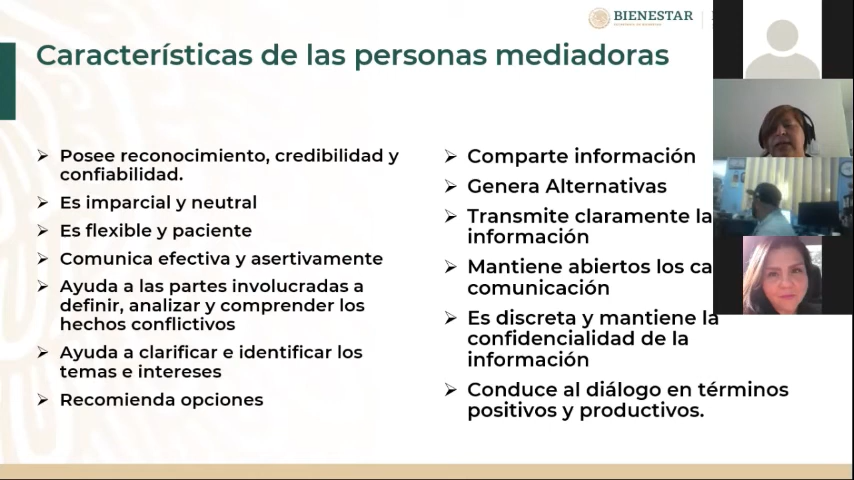 BIENESTAR
Características de las personas mediadoras
Posee reconocimiento, credibilidad y
confiabilidad.
Es imparcial y neutral
Es flexible y paciente
Comunica efectiva y asertivamente
Ayuda a las partes involucradas a
definir, analizar y comprender los
hechos conflictivos
Ayuda a clarificar e identificar los
temas e intereses
Recomienda opciones
Comparte información
Genera Alternativas
Transmite claramente la
información
Mantiene abiertos los
comunicación
Es discreta y mantiene la
confidencialidad de la
información
Conduce al diálogo en términos
positivos y productivos.